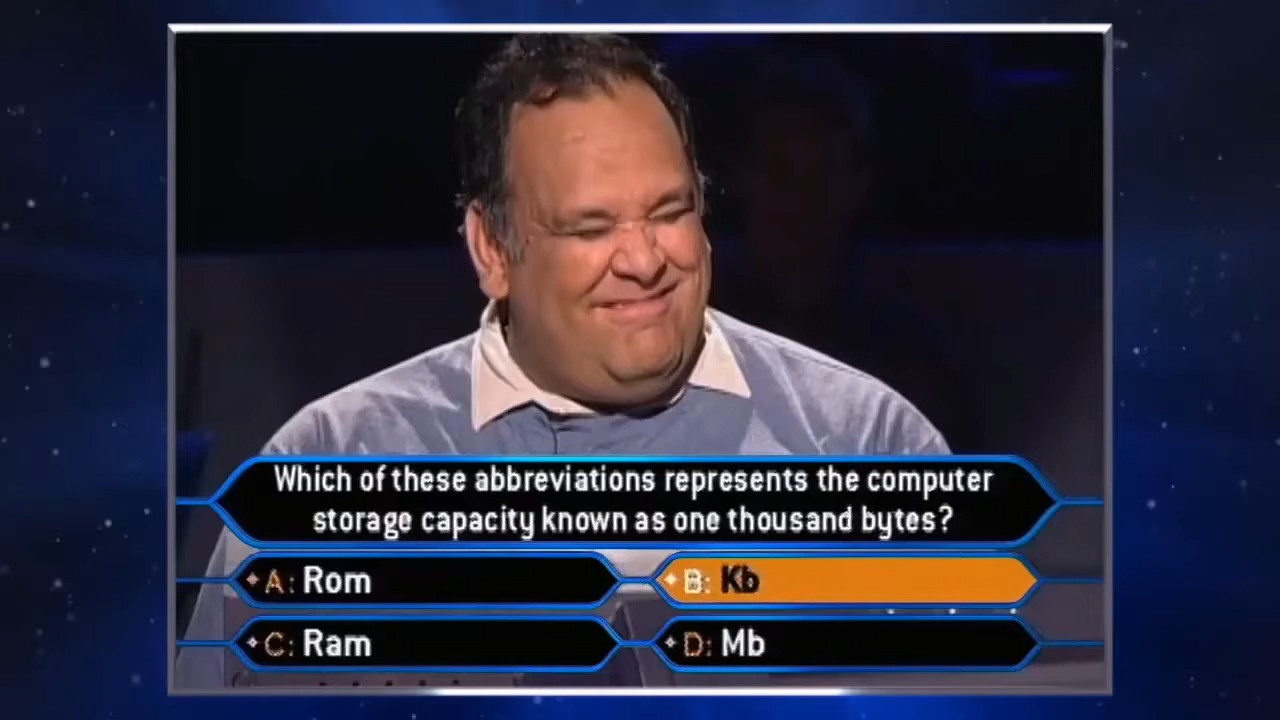 Which of these abbreviations represents the computer
storage capacity known as one thousand bytes?
A: Rom
B: Kb
C: Ram
D: Mb